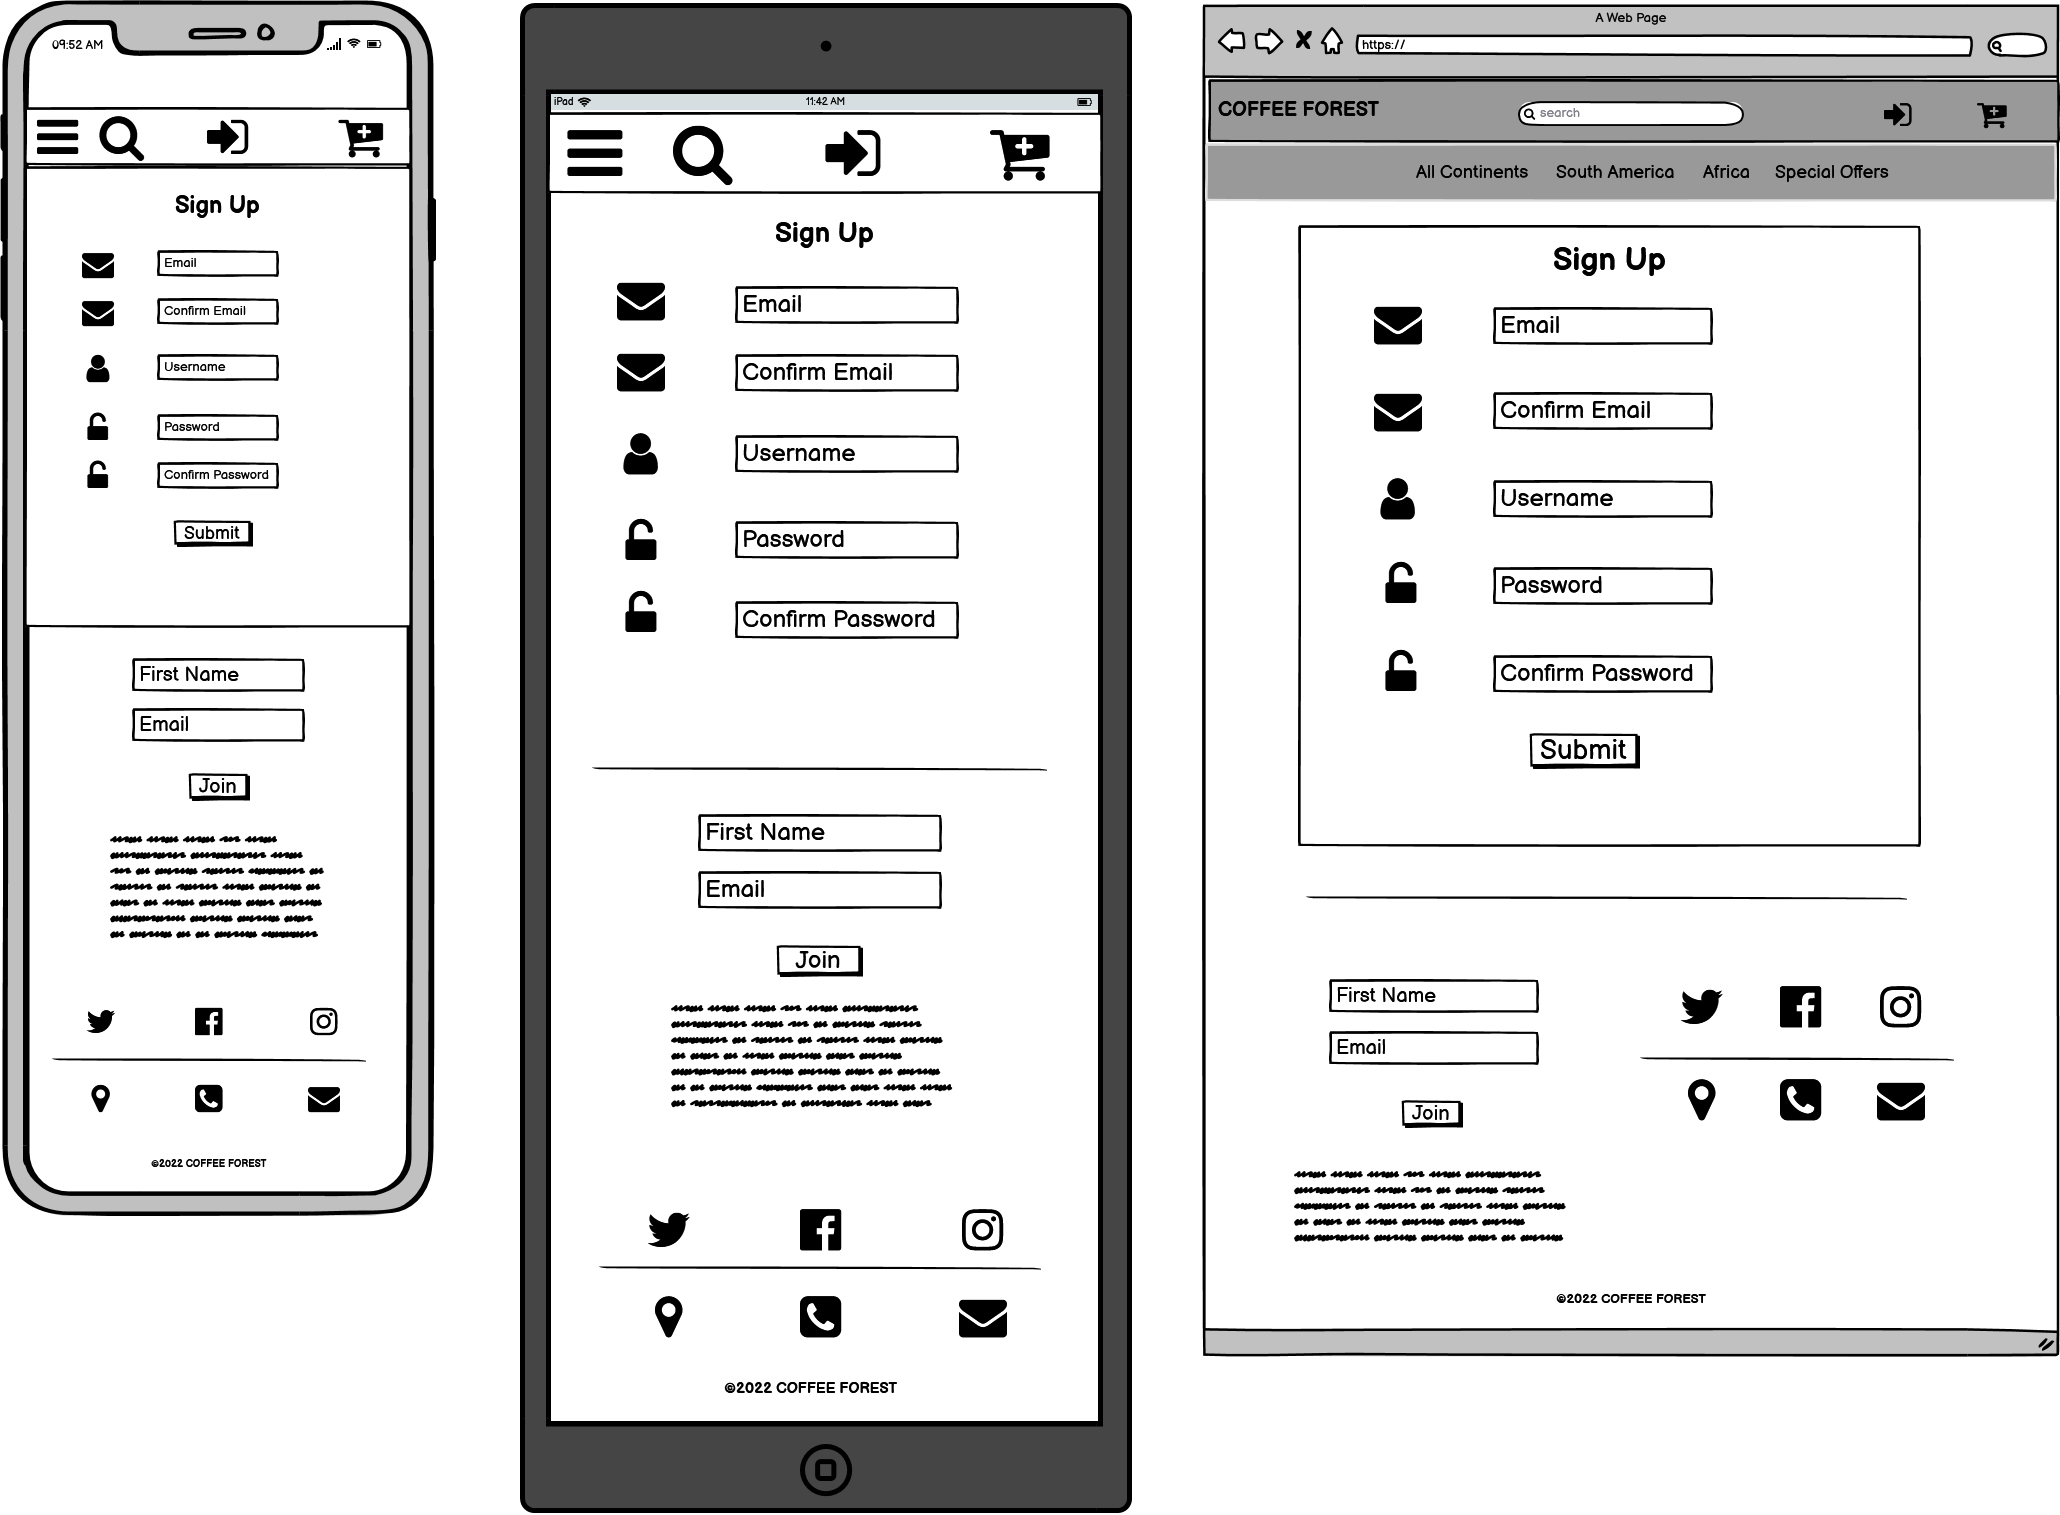 09:52 AM
Sign Up
Email
Confirm Email
Username
Password
Confirm Password
Submit
First Name
Email
Join
©2022 COFFEE FOREST
iPad
11:42 AM
Sign Up
Email
Confirm Email
Username
Password
Confirm Password
First Name
Email
Join
©2022 COFFEE FOREST
A Web Page
https://
COFFEE FOREST
search
All Continents South America Africa Special Offers
Sign Up
Email
Confirm Email
Username
Password
Confirm Password
Submit
First Name
Email
Join
©2022 COFFEE FOREST